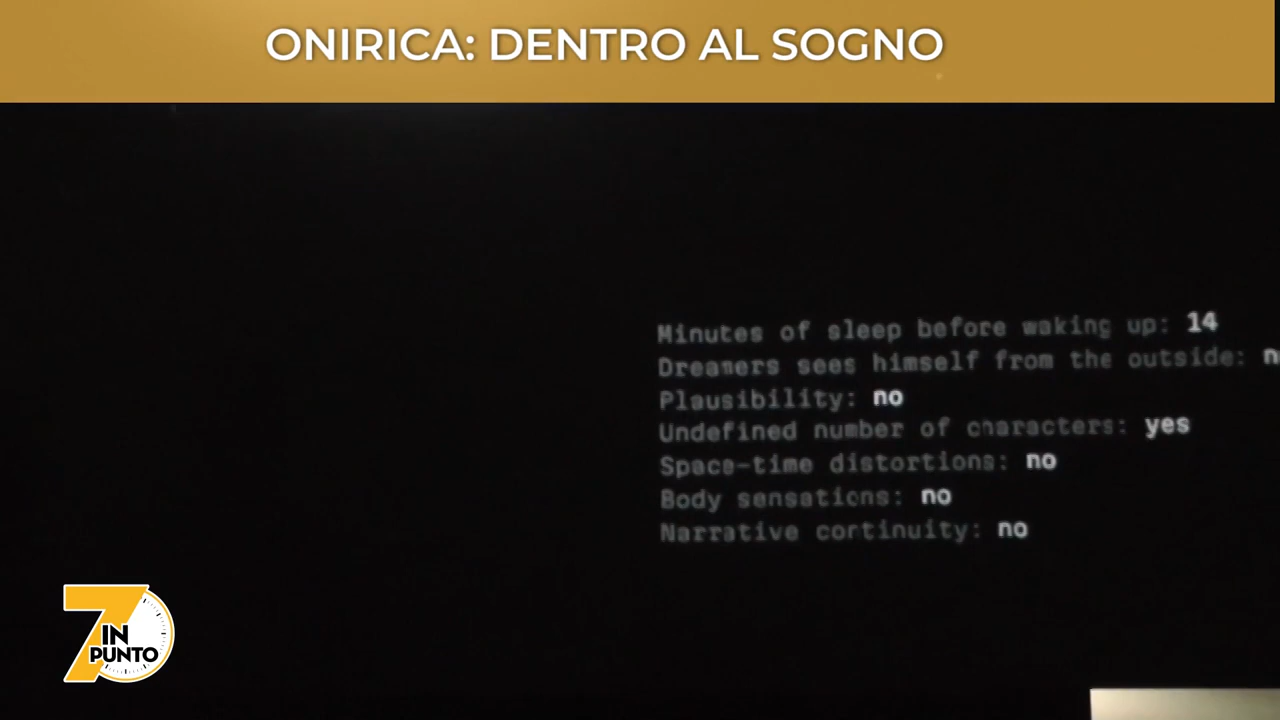 ONIRICA: DENTRO AL SOGNO
Minutes of sleep before waking up: 14
Dreamers sees himself from the outside:
Plausibility: no
Undefined number of characters: yes
Space-time distortions: no
Body sensations: no
Narrative continuity: no
7
IN
PUNTO